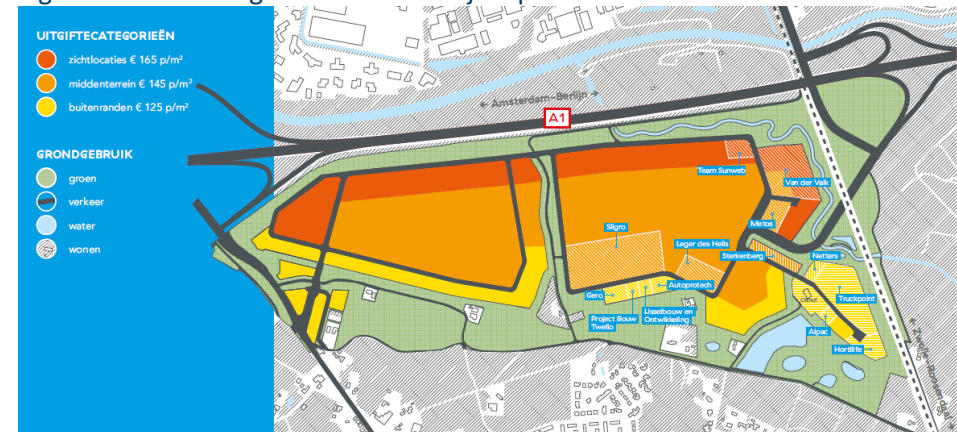 UITGIFTECATEGORIEËN
zichtlocaties € 165 p/m²
middenterrein € 145 p/m²
buitenranden € 125 p/m²
GRONDGEBRUIK
groen
verkeer
water
wonen
← Amsterdam–Berlijn →
A1
Team Sunweb
Van der Valk
Metos
Sligro
Leger des Heils
Sterkenberg
Netters
Autoprotech
Gero
Truckpoint
Project Bouw
Twello
IJsselbouw en
Ontwikkeling
Alpac
Hortilife
← Zwolle–Roosendaal →